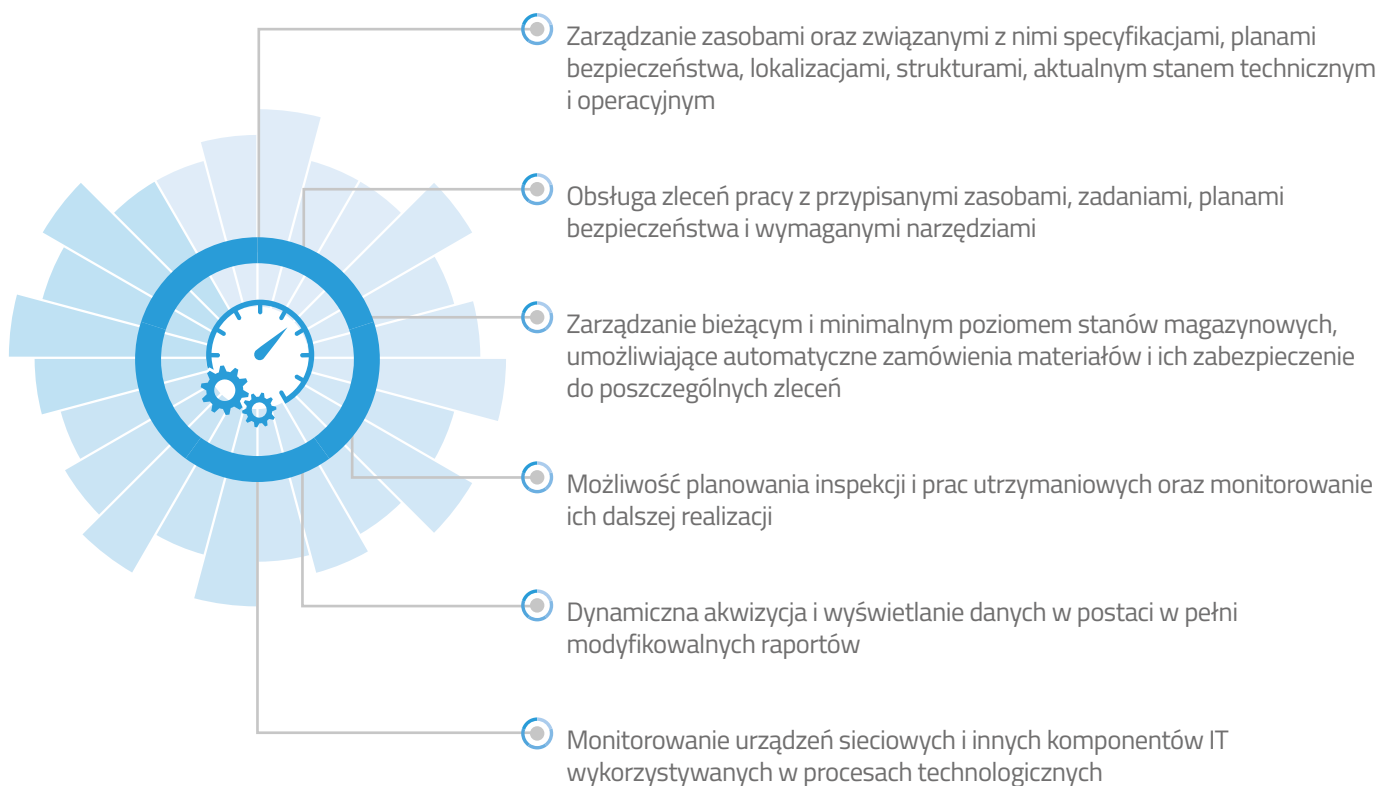 Zarządzanie zasobami oraz związanymi z nimi specyfikacjami, planami
bezpieczeństwa, lokalizacjami, strukturami, aktualnym stanem technicznym
i operacyjnym
Obsługa zleceń pracy z przypisanymi zasobami, zadaniami, planami
bezpieczeństwa i wymaganymi narzędziami
Zarządzanie bieżącym i minimalnym poziomem stanów magazynowych,
umożliwiające automatyczne zamówienia materiałów i ich zabezpieczenie
do poszczególnych zleceń
Możliwość planowania inspekcji i prac utrzymaniowych oraz monitorowanie
ich dalszej realizacji
Dynamiczna akwizycja i wyświetlanie danych w postaci w pełni
modyfikowalnych raportów
Monitorowanie urządzeń sieciowych i innych komponentów IT
wykorzystywanych w procesach technologicznych